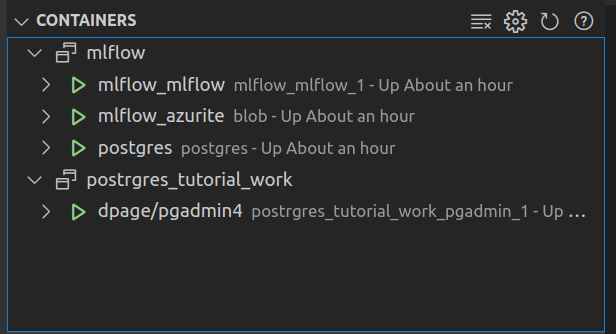 CONTAINERS
mlflow
mlflow_mlflow mlflow_mlflow_1 - Up About an hour
mlflow_azurite blob - Up About an hour
postgres postgres - Up About an hour
postrgres_tutorial_work
dpage/pgadmin4 postrgres_tutorial_work_pgadmin_1 - Up ...